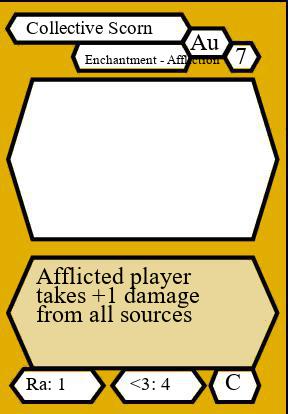 Collective Scorn
Au
Enchantment - Affliction
7
Afflicted player
takes +1 damage
from all sources
Ra: 1
<3: 4
C